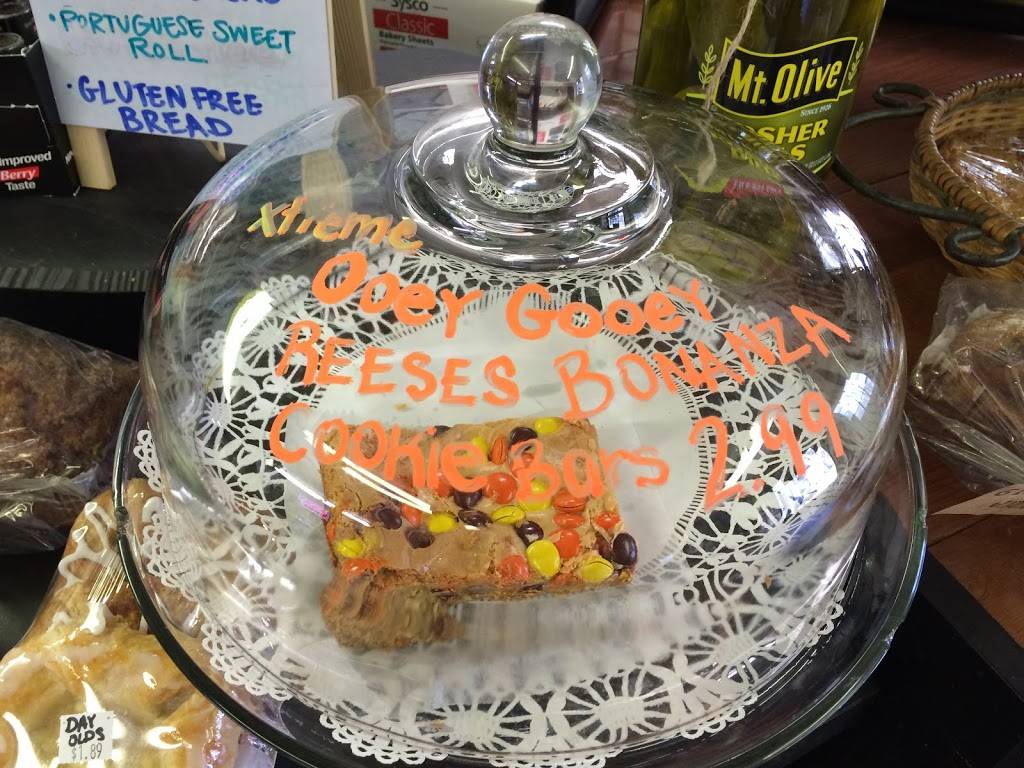 • PORTUGUESE SWEET
ROLL
• GLUTEN FREE
BREAD
Sysco
Classic
Bakery Sheets
Mt. Olive
SINCE 1926
OSHER
Improved
Berry
Taste
Xtreme
Ooey Gooey
REESES BONANZA
Cookie Bars 2.99
DAY
OLDS
$1.89